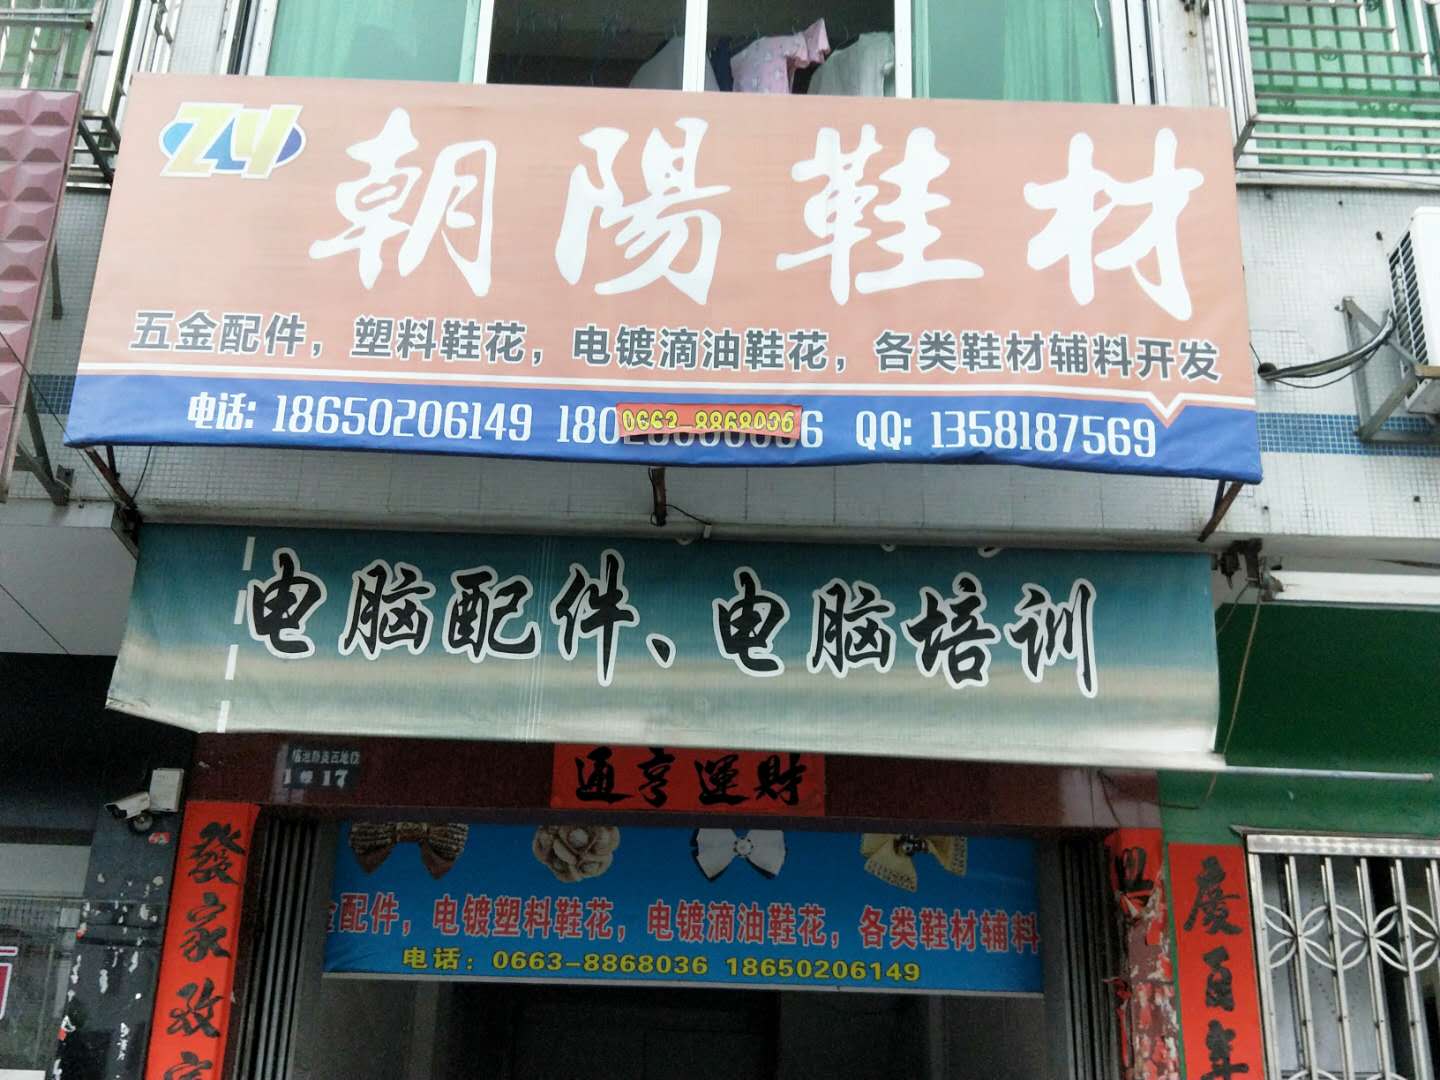 ZY
朝陽鞋材
五金配件，塑料鞋花，电镀滴油鞋花，各类鞋材辅料开发
电话: 18650206149 0663-8868036 QQ: 1358187569
电脑配件、电脑培训
17
通亨運財
金配件，电镀塑料鞋花，电镀滴油鞋花，各类鞋材辅料
电话：0663-8868036 18650206149
發家致
慶百年